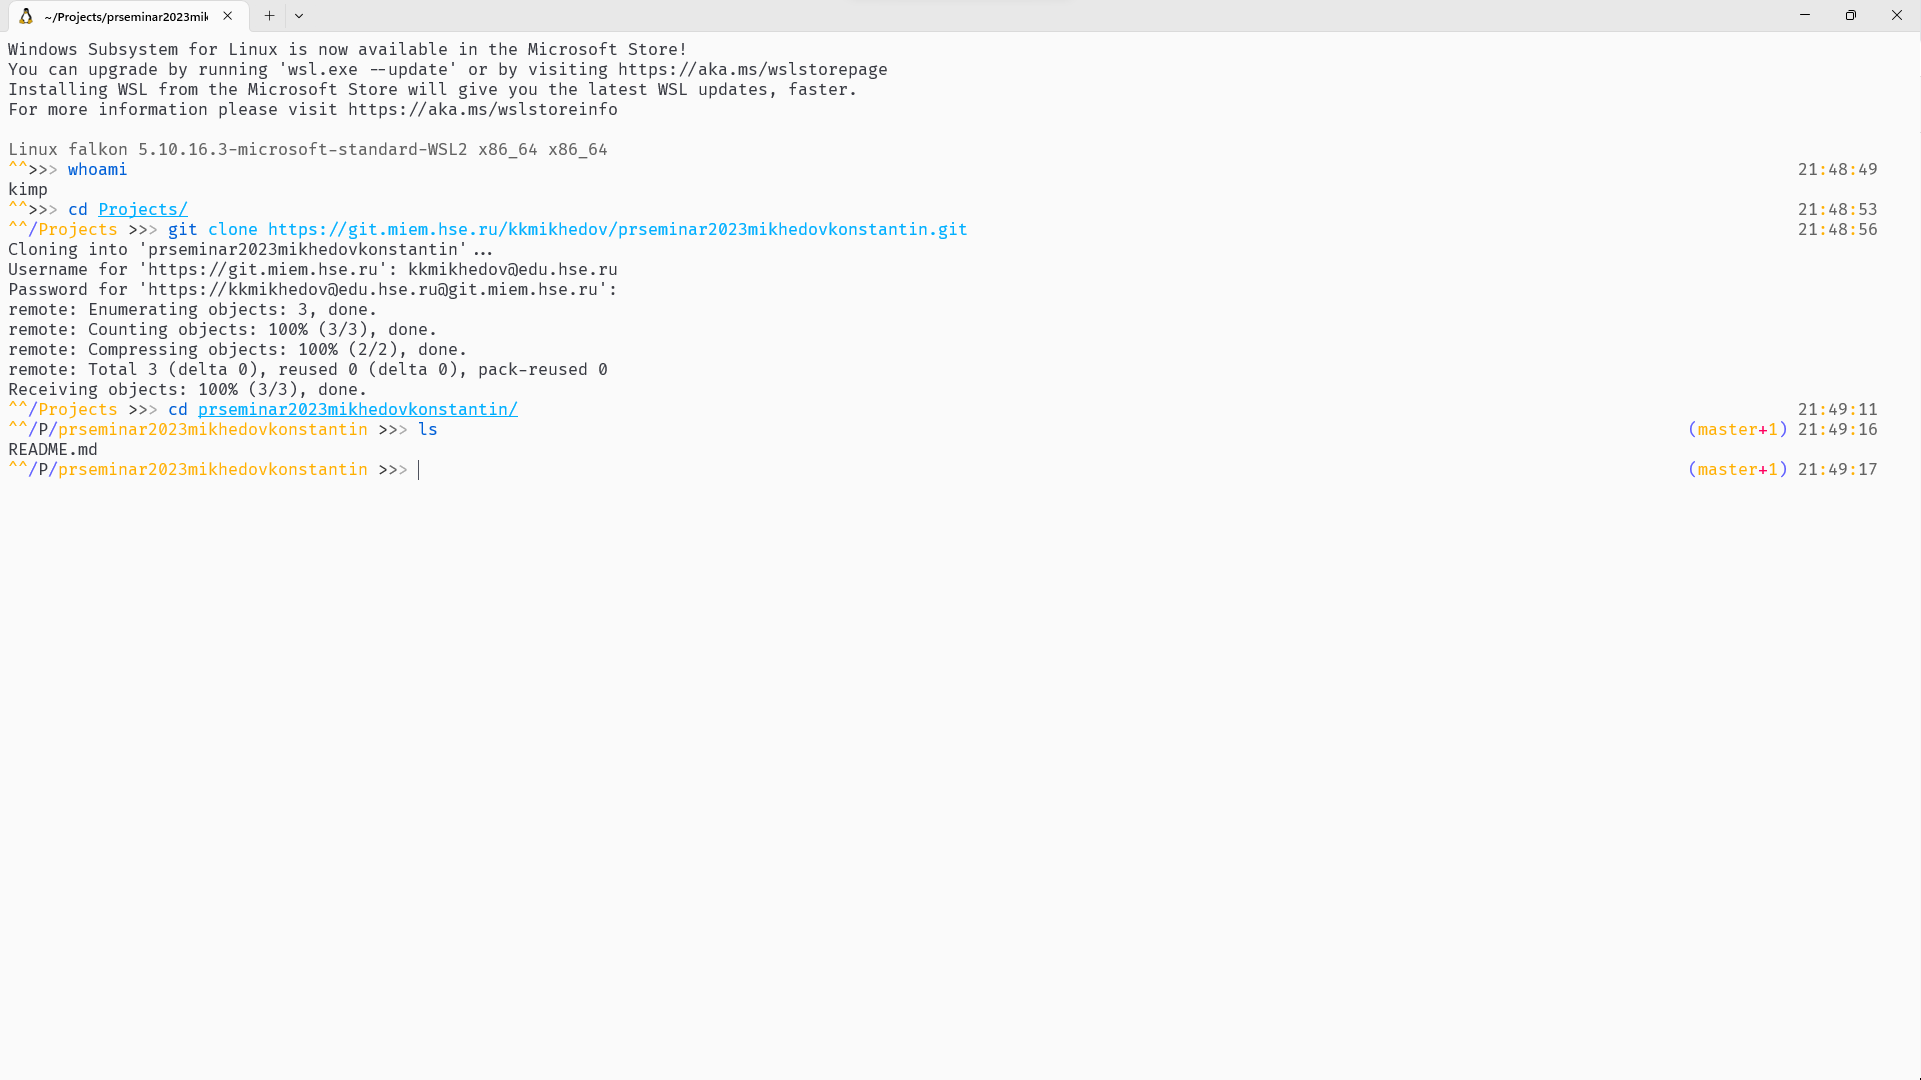 ~/Projects/prseminar2023mik
Windows Subsystem for Linux is now available in the Microsoft Store!
You can upgrade by running 'wsl.exe --update' or by visiting https://aka.ms/wslstorepage
Installing WSL from the Microsoft Store will give you the latest WSL updates, faster.
For more information please visit https://aka.ms/wslstoreinfo
Linux falkon 5.10.16.3-microsoft-standard-WSL2 x86_64 x86_64
^^>>> whoami 21:48:49
kimp
^^>>> cd Projects/ 21:48:53
^^/Projects >>> git clone https://git.miem.hse.ru/kkmikhedov/prseminar2023mikhedovkonstantin.git 21:48:56
Cloning into 'prseminar2023mikhedovkonstantin'...
Username for 'https://git.miem.hse.ru': kkmikhedov@edu.hse.ru
Password for 'https://kkmikhedov@edu.hse.ru@git.miem.hse.ru':
remote: Enumerating objects: 3, done.
remote: Counting objects: 100% (3/3), done.
remote: Compressing objects: 100% (2/2), done.
remote: Total 3 (delta 0), reused 0 (delta 0), pack-reused 0
Receiving objects: 100% (3/3), done.
^^/Projects >>> cd prseminar2023mikhedovkonstantin/ 21:49:11
^^/P/prseminar2023mikhedovkonstantin >>> ls (master+1) 21:49:16
README.md
^^/P/prseminar2023mikhedovkonstantin >>> (master+1) 21:49:17